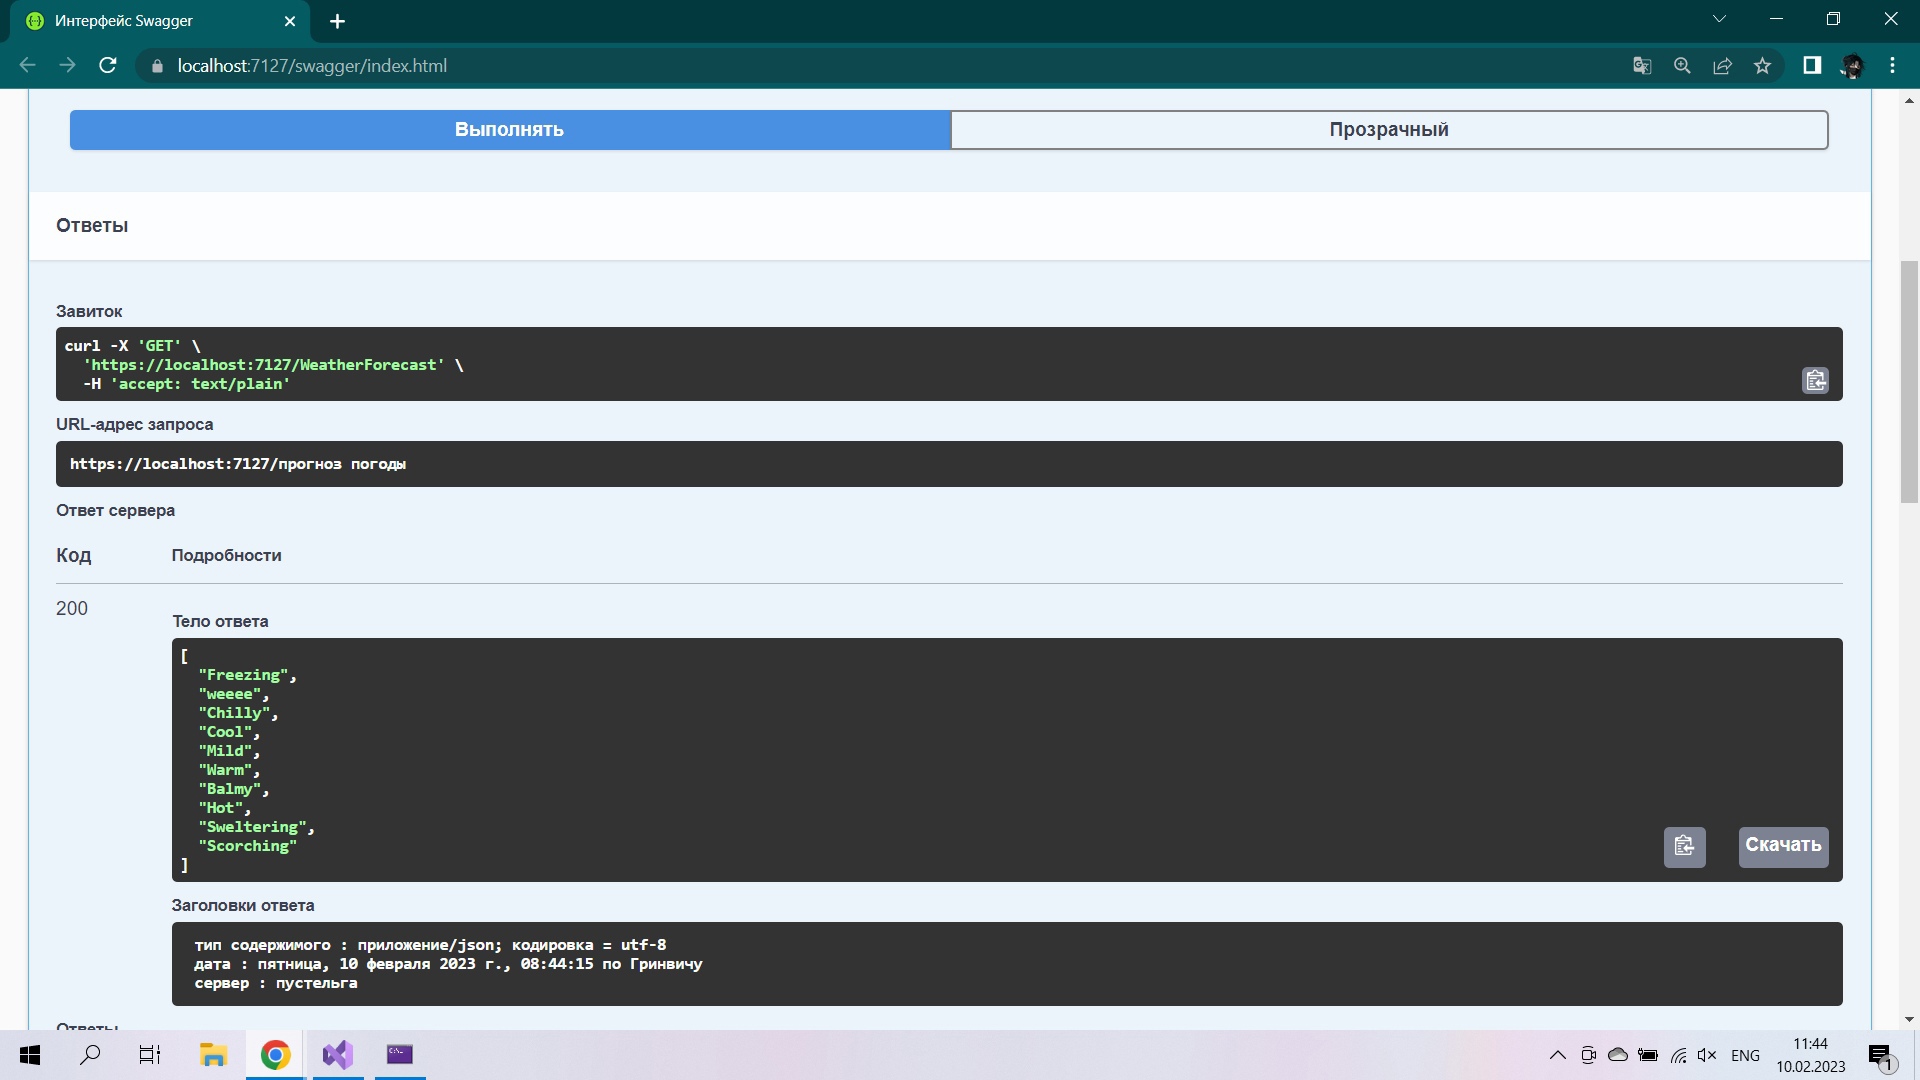 Интерфейс Swagger
localhost:7127/swagger/index.html
Выполнять
Прозрачный
Ответы
Завиток
curl -X 'GET' \
'https://localhost:7127/WeatherForecast' \
-H 'accept: text/plain'
URL-адрес запроса
https://localhost:7127/прогноз погоды
Ответ сервера
Код
Подробности
200
Тело ответа
[
"Freezing",
"weeee",
"Chilly",
"Cool",
"Mild",
"Warm",
"Balmy",
"Hot",
"Sweltering",
"Scorching"
]
Скачать
Заголовки ответа
тип содержимого : приложение/json; кодировка = utf-8
дата : пятница, 10 февраля 2023 г., 08:44:15 по Гринвичу
сервер : пустельга
Ответы
ENG
11:44
10.02.2023
1